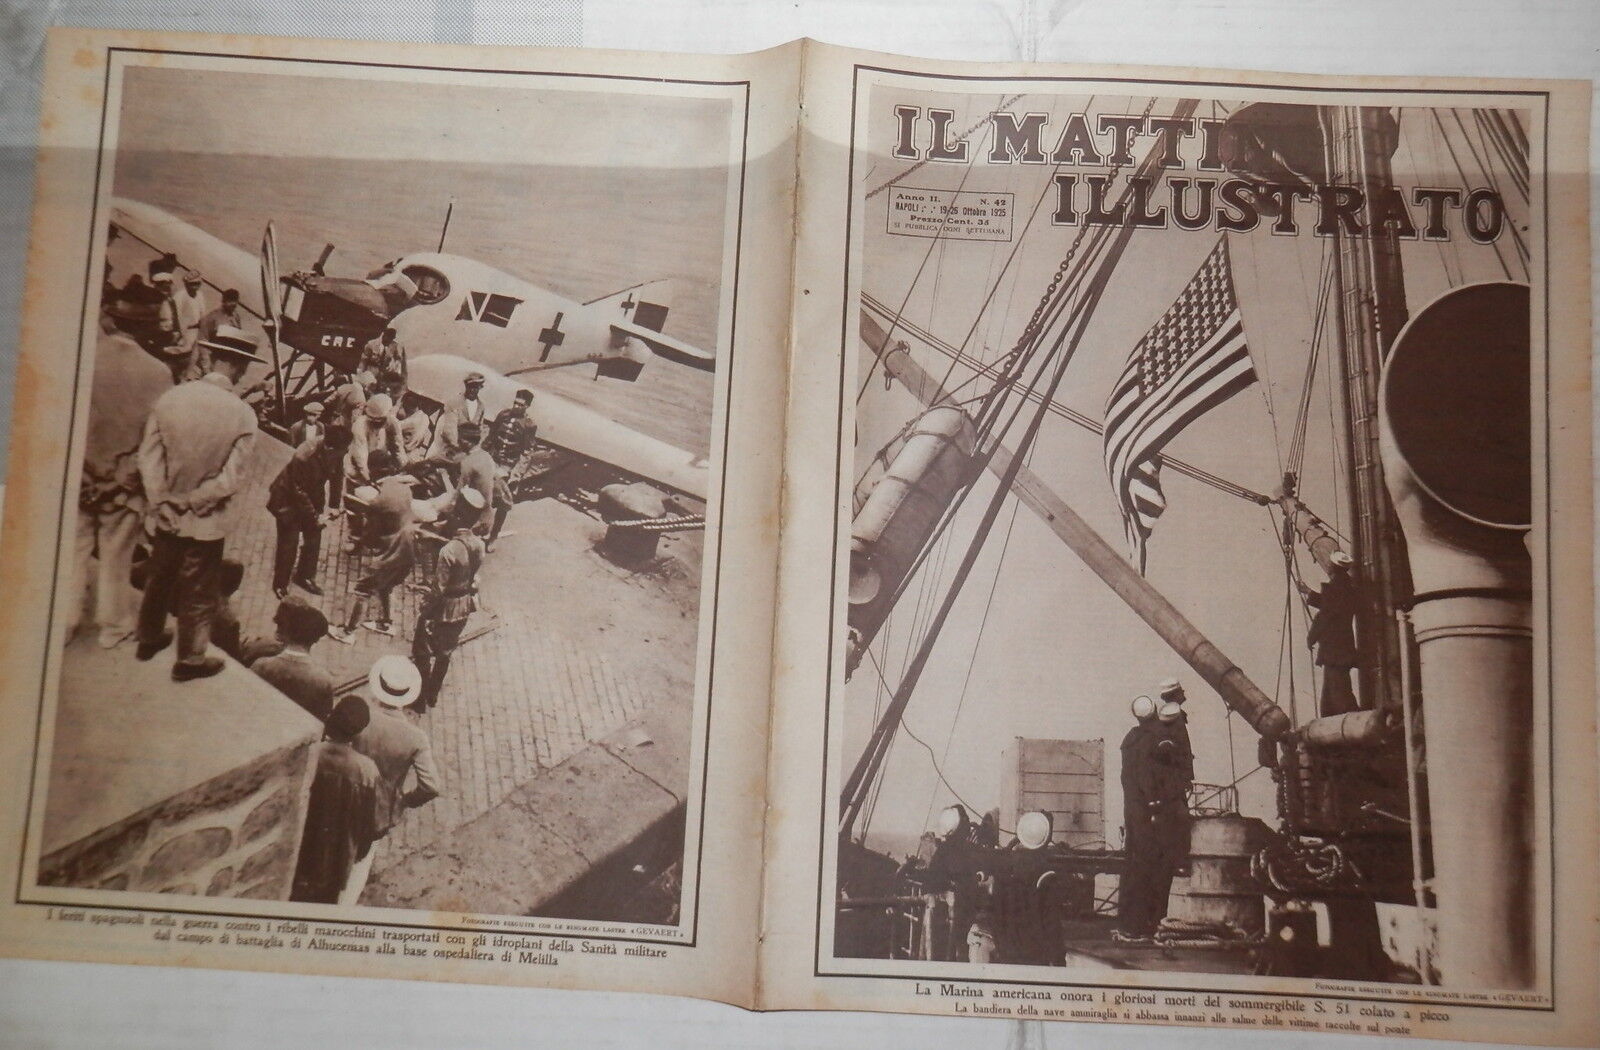 CRC
FOTOGRAFIE ESEGUITE CON LE RINOMATE LASTRE « GEVAERT »
I feriti spagnuoli nella guerra contro i ribelli marocchini trasportati con gli idroplani della Sanità militare
dal campo di battaglia di Alhucemas alla base ospedaliera di Melilla
IL MATTI
ILLUSTRATO
Anno II. N. 42
NAPOLI 19-26 Ottobre 1925
Prezzo Cent. 35
SI PUBBLICA OGNI SETTIMANA
FOTOGRAFIE ESEGUITE CON LE RINOMATE LASTRE « GEVAERT »
La Marina americana onora i gloriosi morti del sommergibile S. 51 colato a picco
La bandiera della nave ammiraglia si abbassa innanzi alle salme delle vittime raccolte sul ponte